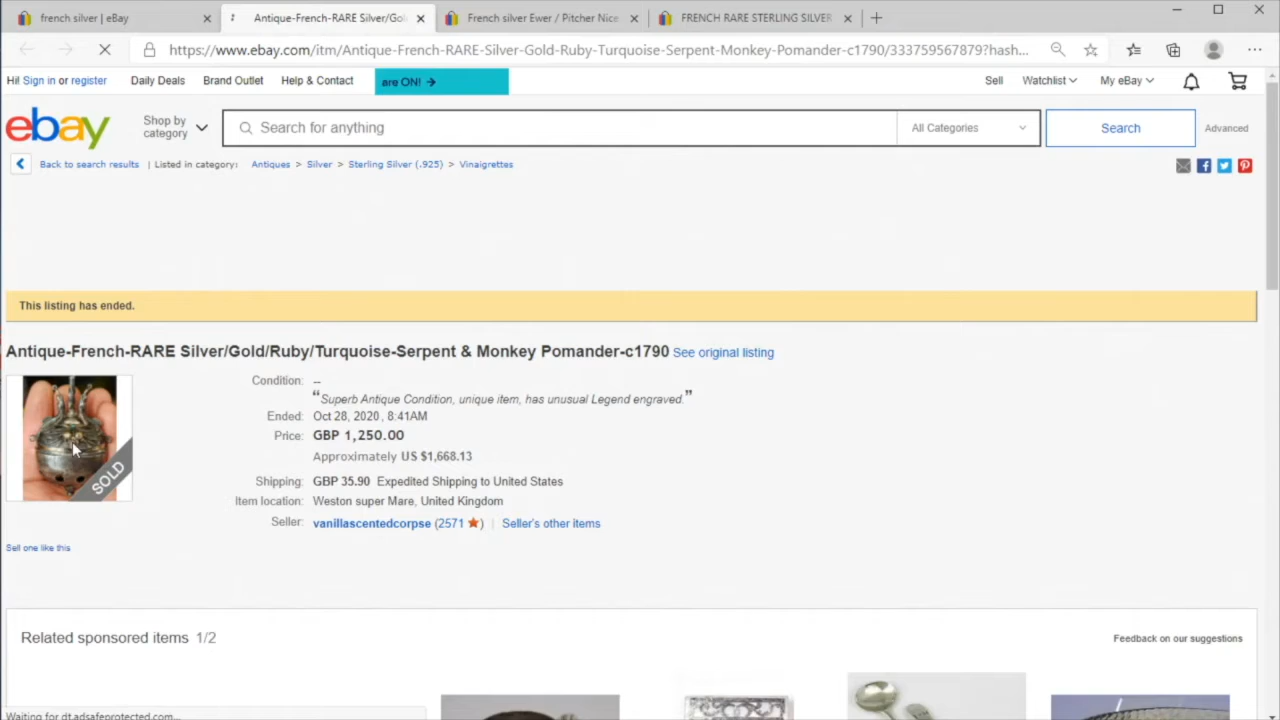 french silver | eBay
Antique-French-RARE Silver/Gol
French silver Ewer / Pitcher Nice
FRENCH RARE STERLING SILVER
https://www.ebay.com/itm/Antique-French-RARE-Silver-Gold-Ruby-Turquoise-Serpent-Monkey-Pomander-c1790/333759567879?hash...
Hi! Sign in or register
Daily Deals
Brand Outlet
Help & Contact
are ON! →
Sell
Watchlist
My eBay
ebay
Shop by
category
Search for anything
All Categories
Search
Advanced
Back to search results | Listed in category: Antiques > Silver > Sterling Silver (.925) > Vinaigrettes
This listing has ended.
Antique-French-RARE Silver/Gold/Ruby/Turquoise-Serpent & Monkey Pomander-c1790 See original listing
SOLD
Condition: --
“Superb Antique Condition, unique item, has unusual Legend engraved.”
Ended: Oct 28, 2020 , 8:41AM
Price: GBP 1,250.00
Approximately US $1,668.13
Shipping: GBP 35.90 Expedited Shipping to United States
Item location: Weston super Mare, United Kingdom
Seller: vanillascentedcorpse (2571 ★) | Seller's other items
Sell one like this
Related sponsored items 1/2
Feedback on our suggestions
Waiting for dt.adsafeprotected.com...